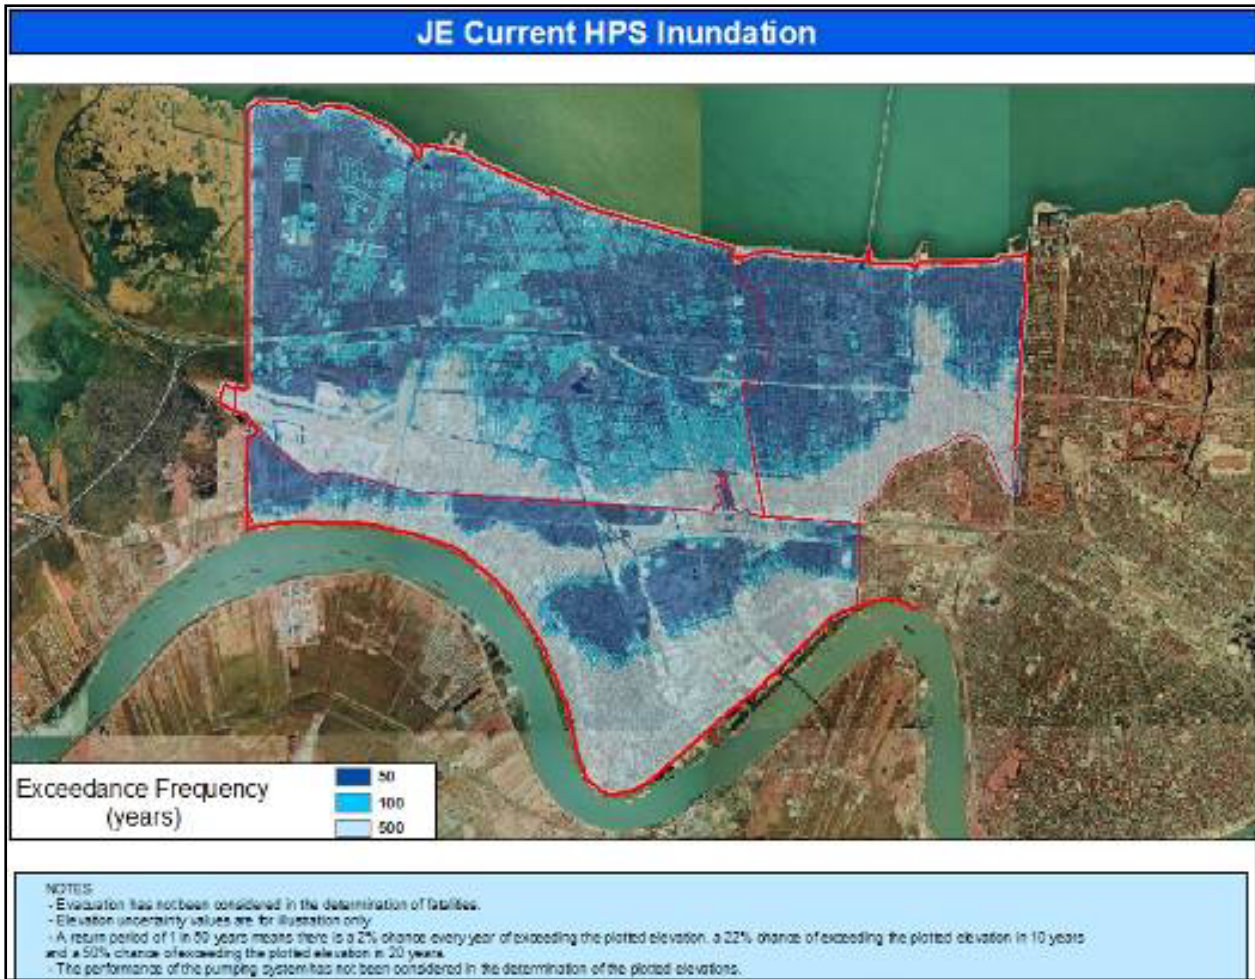 JE Current HPS Inundation
Exceedance Frequency
(years)
50
100
500
NOTES
- Evacuation has not been considered in the determination of fatalities.
- Elevation uncertainty values are for illustration only
- A return period of 1 in 50 years means there is a 2% chance every year of exceeding the plotted elevation, a 22% chance of exceeding the plotted elevation in 10 years
and a 50% chance of exceeding the plotted elevation in 20 years.
- The performance of the pumping system has not been considered in the determination of the plotted elevations.